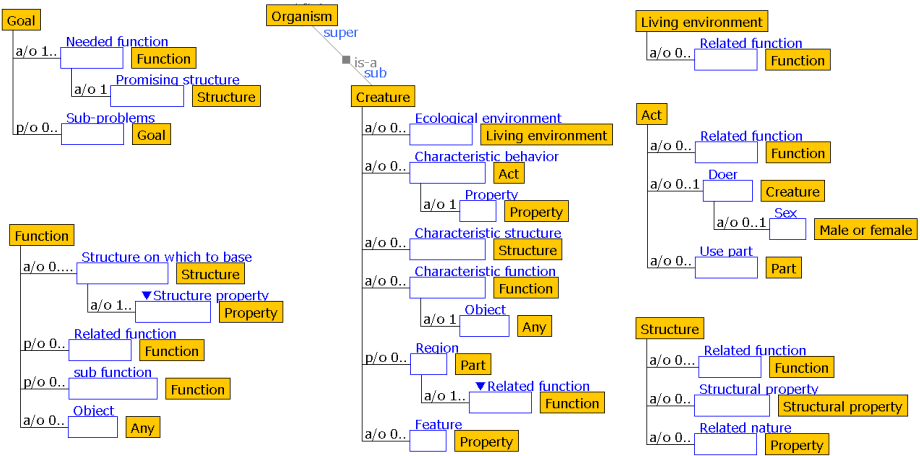 Goal
a/o 1..
Needed function
Function
a/o 1
Promising structure
Structure
p/o 0..
Sub-problems
Goal
Function
a/o 0....
Structure on which to base
Structure
a/o 1..
▼Structure property
Property
p/o 0..
Related function
Function
p/o 0..
sub function
Function
a/o 0..
Object
Any
Organism
super
is-a
sub
Creature
a/o 0..
Ecological environment
Living environment
a/o 0..
Characteristic behavior
Act
a/o 1
Property
Property
a/o 0..
Characteristic structure
Structure
a/o 0..
Characteristic function
Function
a/o 1
Object
Any
p/o 0..
Region
Part
a/o 1..
▼Related function
Function
a/o 0..
Feature
Property
Living environment
a/o 0..
Related function
Function
Act
a/o 0..
Related function
Function
a/o 0..1
Doer
Creature
a/o 0..1
Sex
Male or female
a/o 0..
Use part
Part
Structure
a/o 0...
Related function
Function
a/o 0..
Structural property
Structural property
a/o 0..
Related nature
Property